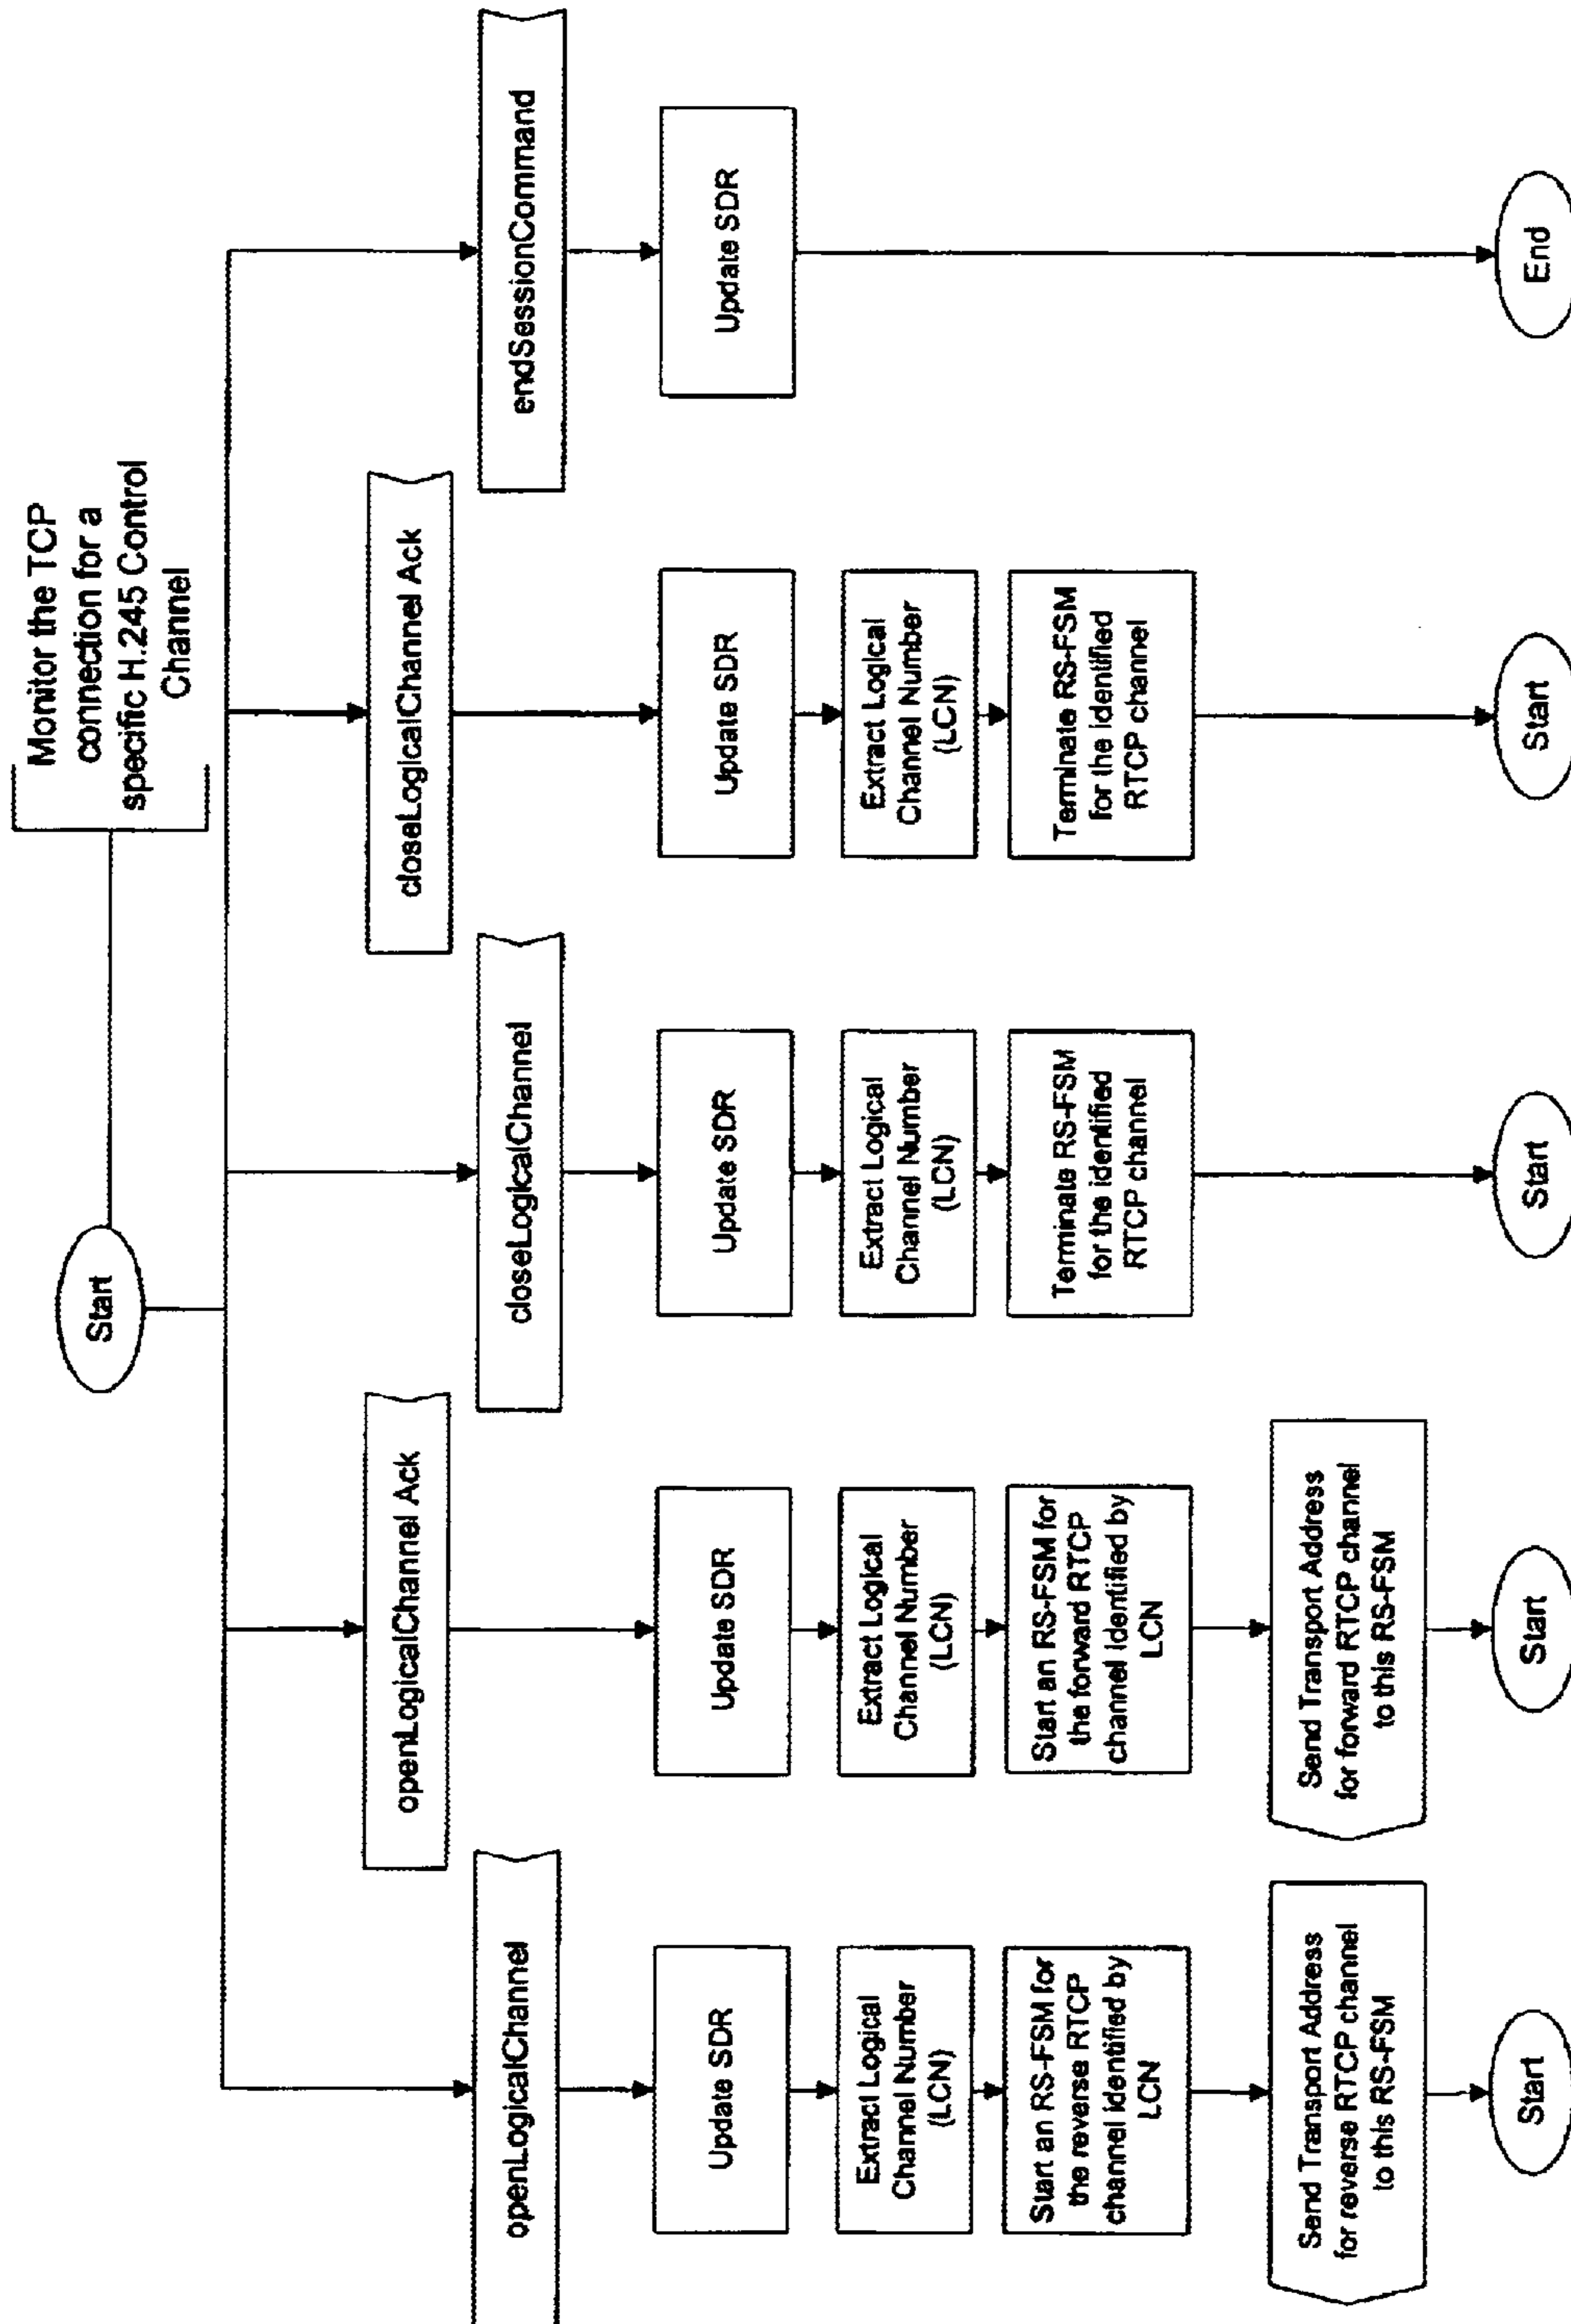 Monitor the TCP
connection for a
specific H.245 Control
Channel
Start
openLogicalChannel
Update SDR
Extract Logical
Channel Number
(LCN)
Start an RS-FSM for
the reverse RTCP
channel identified by
LCN
Send Transport Address
for reverse RTCP channel
to this RS-FSM
Start
openLogicalChannel Ack
Update SDR
Extract Logical
Channel Number
(LCN)
Start an RS-FSM for
the forward RTCP
channel identified by
LCN
Send Transport Address
for forward RTCP channel
to this RS-FSM
Start
closeLogicalChannel
Update SDR
Extract Logical
Channel Number
(LCN)
Terminate RS-FSM
for the identified
RTCP channel
Start
closeLogicalChannel Ack
Update SDR
Extract Logical
Channel Number
(LCN)
Terminate RS-FSM
for the identified
RTCP channel
Start
endSessionCommand
Update SDR
End